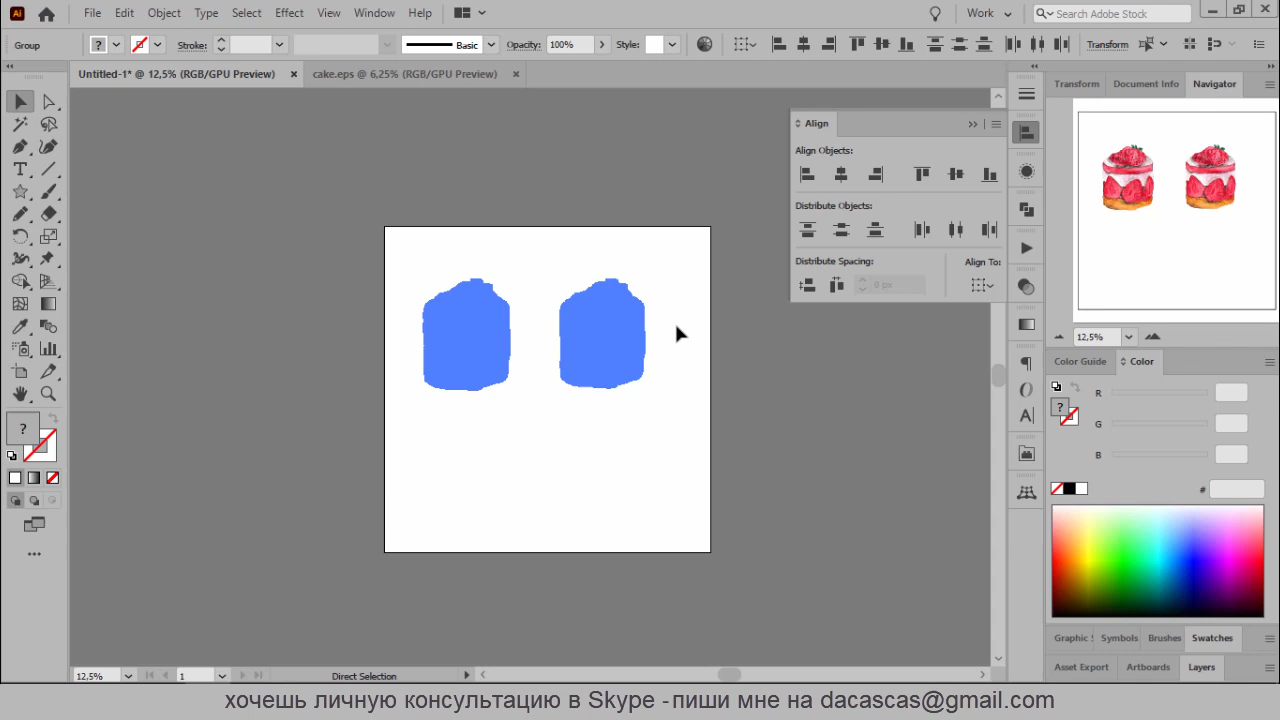 Ai File Edit Object Type Select Effect View Window Help Work Search Adobe Stock
Group ? Stroke: Basic Opacity: 100% Style: Transform
Untitled-1* @ 12,5% (RGB/GPU Preview) × cake.eps @ 6,25% (RGB/GPU Preview) ×
Transform Document Info Navigator
Align
Align Objects:
Distribute Objects:
Distribute Spacing: Align To:
0 px
12,5%
Color Guide Color
R
?
G
?
B
#
Graphic S Symbols Brushes Swatches
Asset Export Artboards Layers
12,5% 1 Direct Selection
хочешь личную консультацию в Skype -пиши мне на dacascas@gmail.com